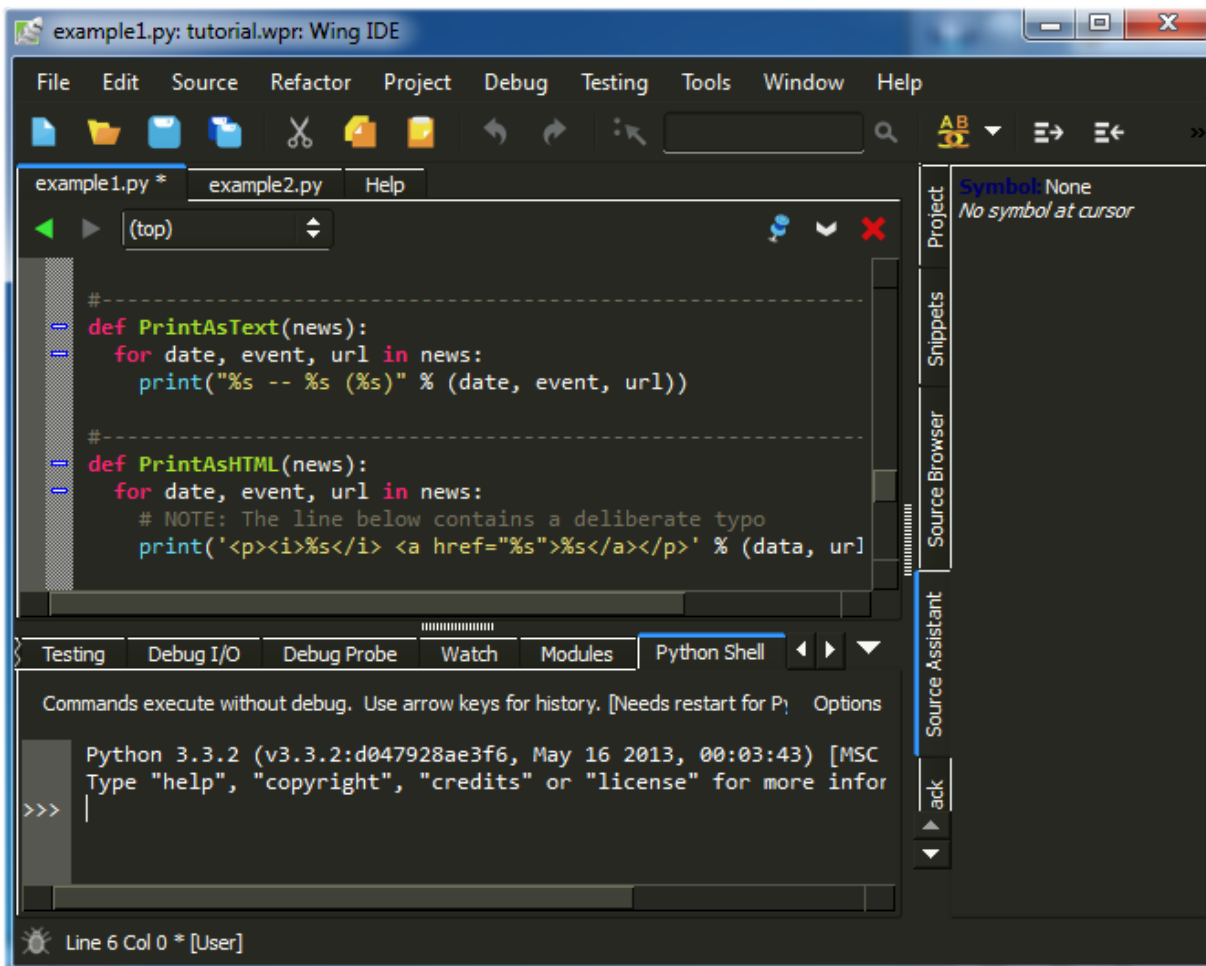 example1.py: tutorial.wpr: Wing IDE
File Edit Source Refactor Project Debug Testing Tools Window Help
example1.py * example2.py Help
(top)
#-------------------------------------------------------------
def PrintAsText(news):
for date, event, url in news:
print("%s -- %s (%s)" % (date, event, url))
#-------------------------------------------------------------
def PrintAsHTML(news):
for date, event, url in news:
# NOTE: The line below contains a deliberate typo
print('<p><i>%s</i> <a href="%s">%s</a></p>' % (data, url
Testing Debug I/O Debug Probe Watch Modules Python Shell
Commands execute without debug. Use arrow keys for history. [Needs restart for Py Options
Python 3.3.2 (v3.3.2:d047928ae3f6, May 16 2013, 00:03:43) [MSC
Type "help", "copyright", "credits" or "license" for more infor
>>>
Line 6 Col 0 * [User]
Project
Snippets
Source Browser
Source Assistant
ack
Symbol: None
No symbol at cursor